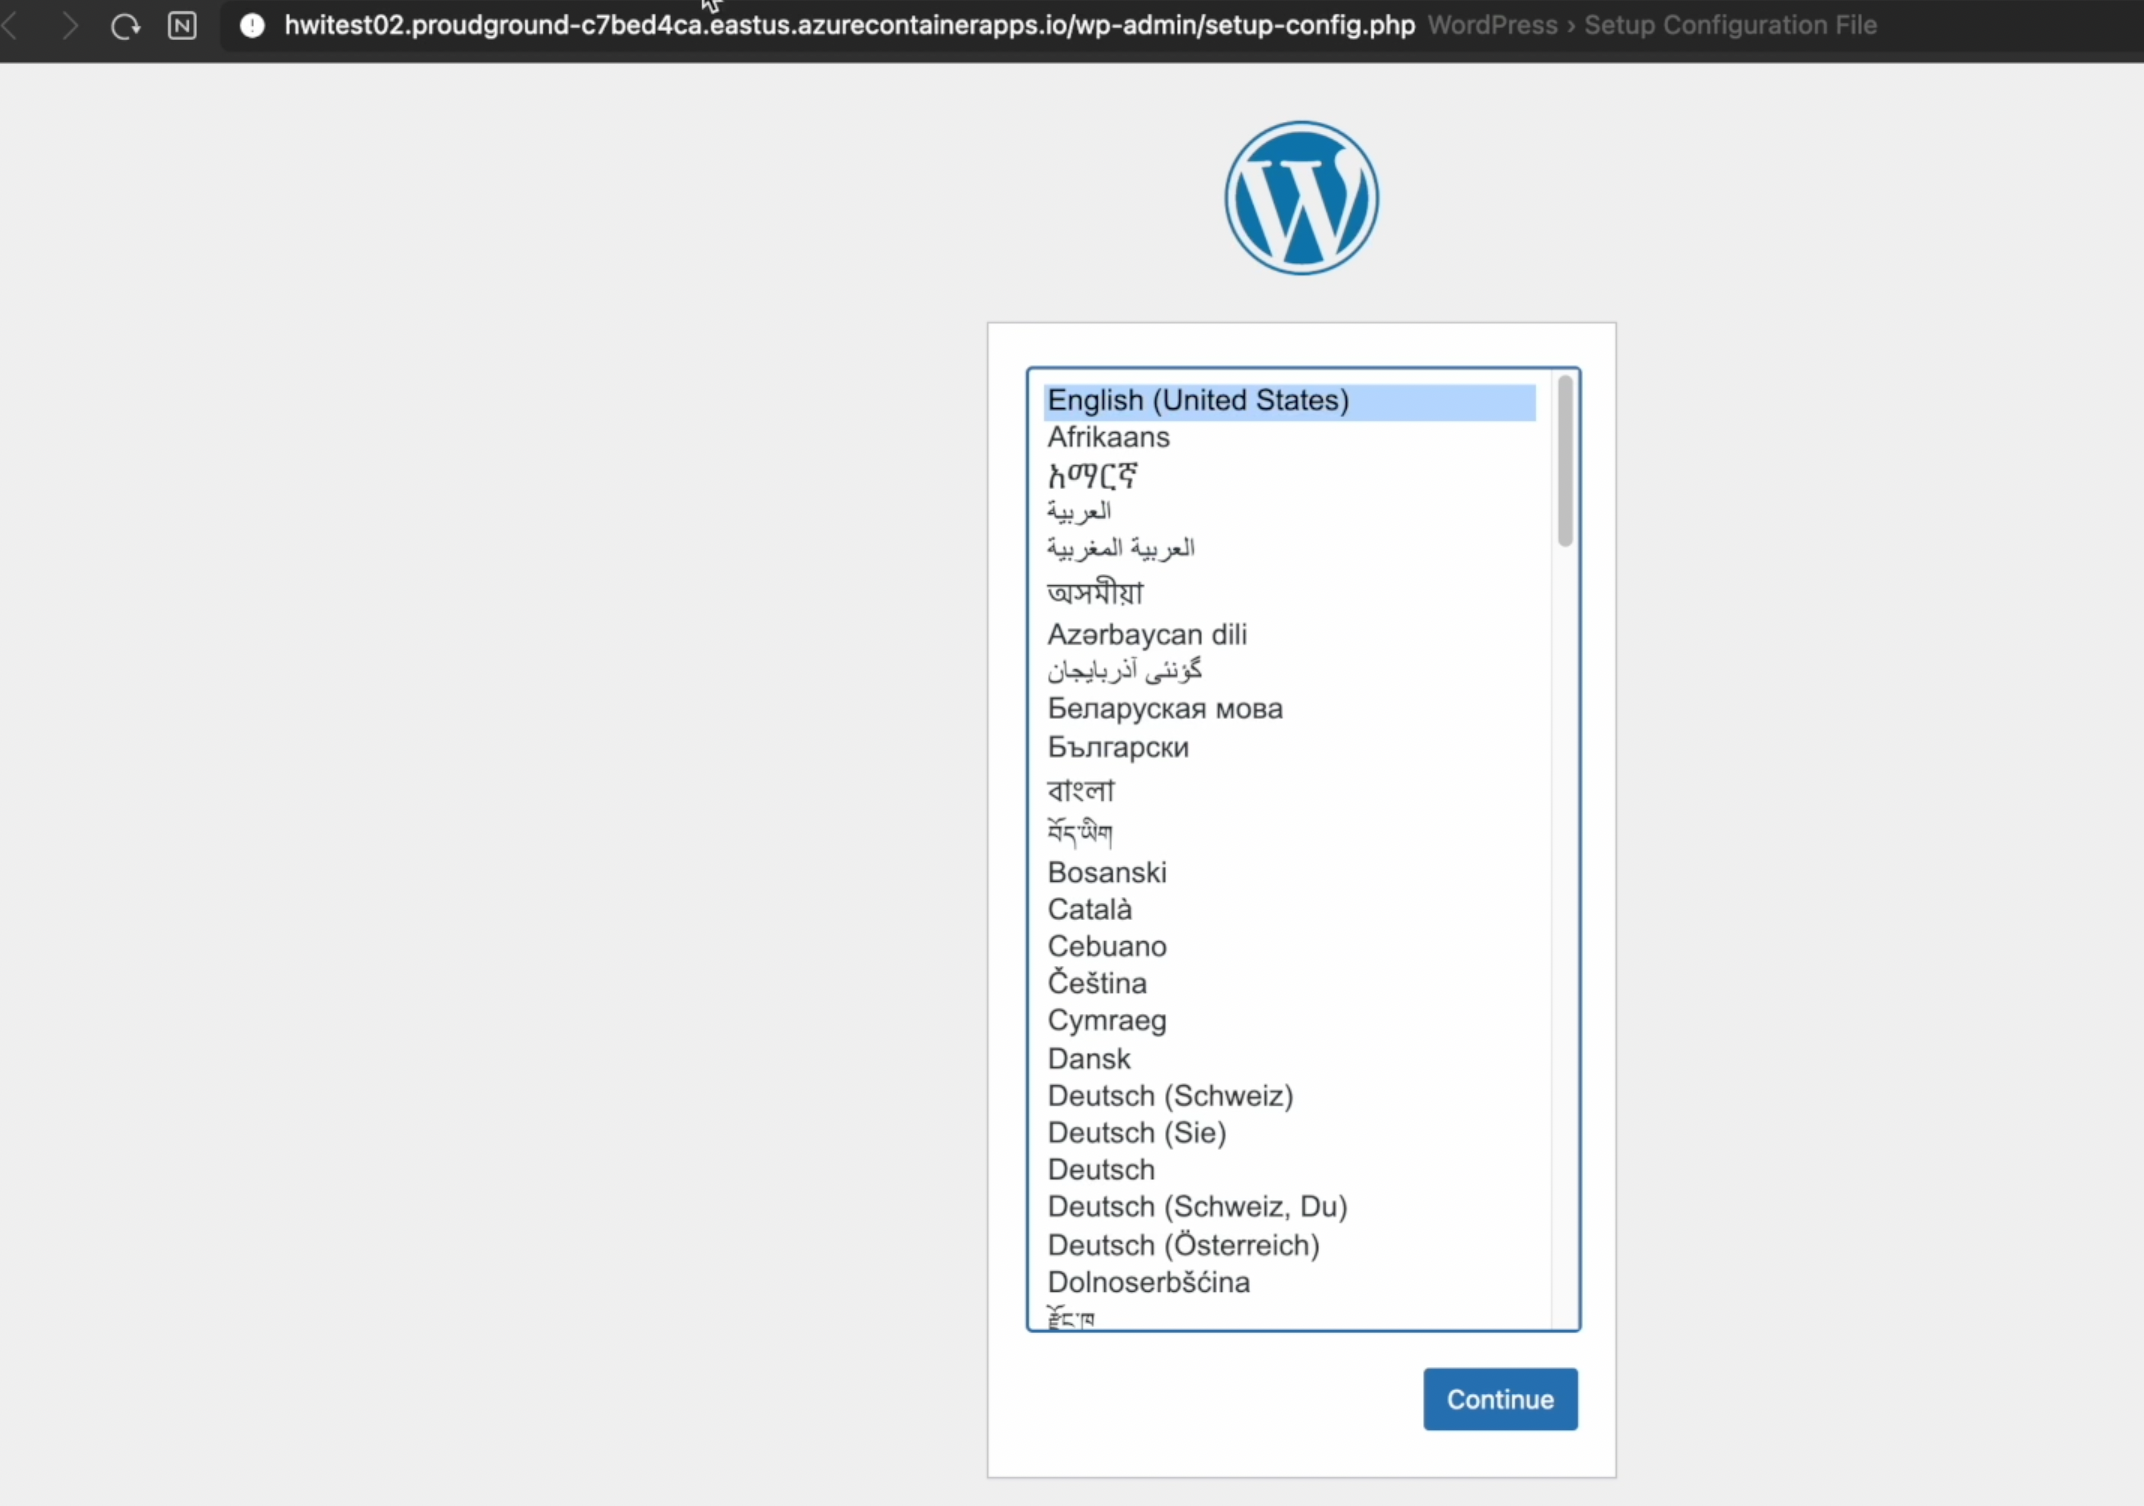 hwitest02.proudground-c7bed4ca.eastus.azurecontainerapps.io/wp-admin/setup-config.php WordPress › Setup Configuration File
English (United States)
Afrikaans
አማርኛ
العربية
العربية المغربية
অসমীয়া
Azərbaycan dili
گؤنئی آذربایجان
Беларуская мова
Български
বাংলা
བོད་ཡིག
Bosanski
Català
Cebuano
Čeština
Cymraeg
Dansk
Deutsch (Schweiz)
Deutsch (Sie)
Deutsch
Deutsch (Schweiz, Du)
Deutsch (Österreich)
Dolnoserbšćina
རྫོང་ཁ
Continue